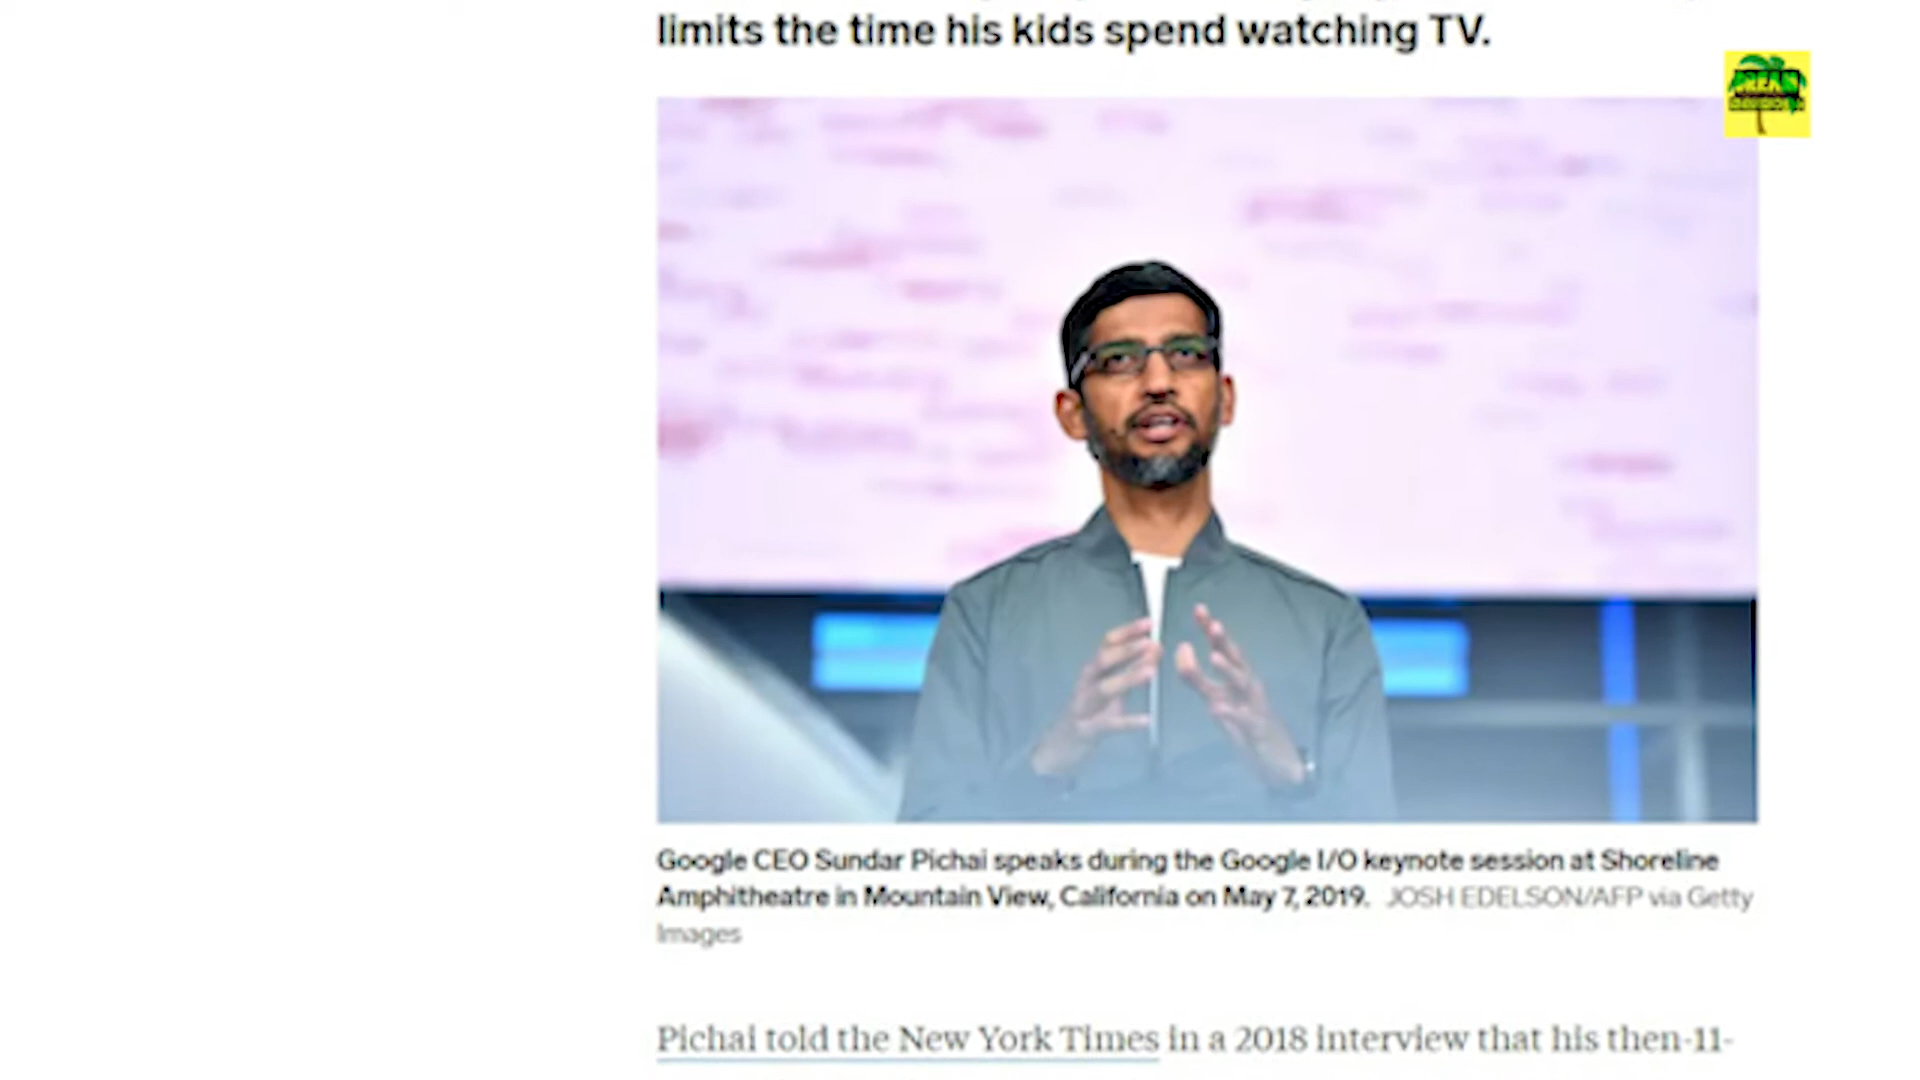 limits the time his kids spend watching TV.
Google CEO Sundar Pichai speaks during the Google I/O keynote session at Shoreline
Amphitheatre in Mountain View, California on May 7, 2019. JOSH EDELSON/AFP via Getty
Images
Pichai told the New York Times in a 2018 interview that his then-11-